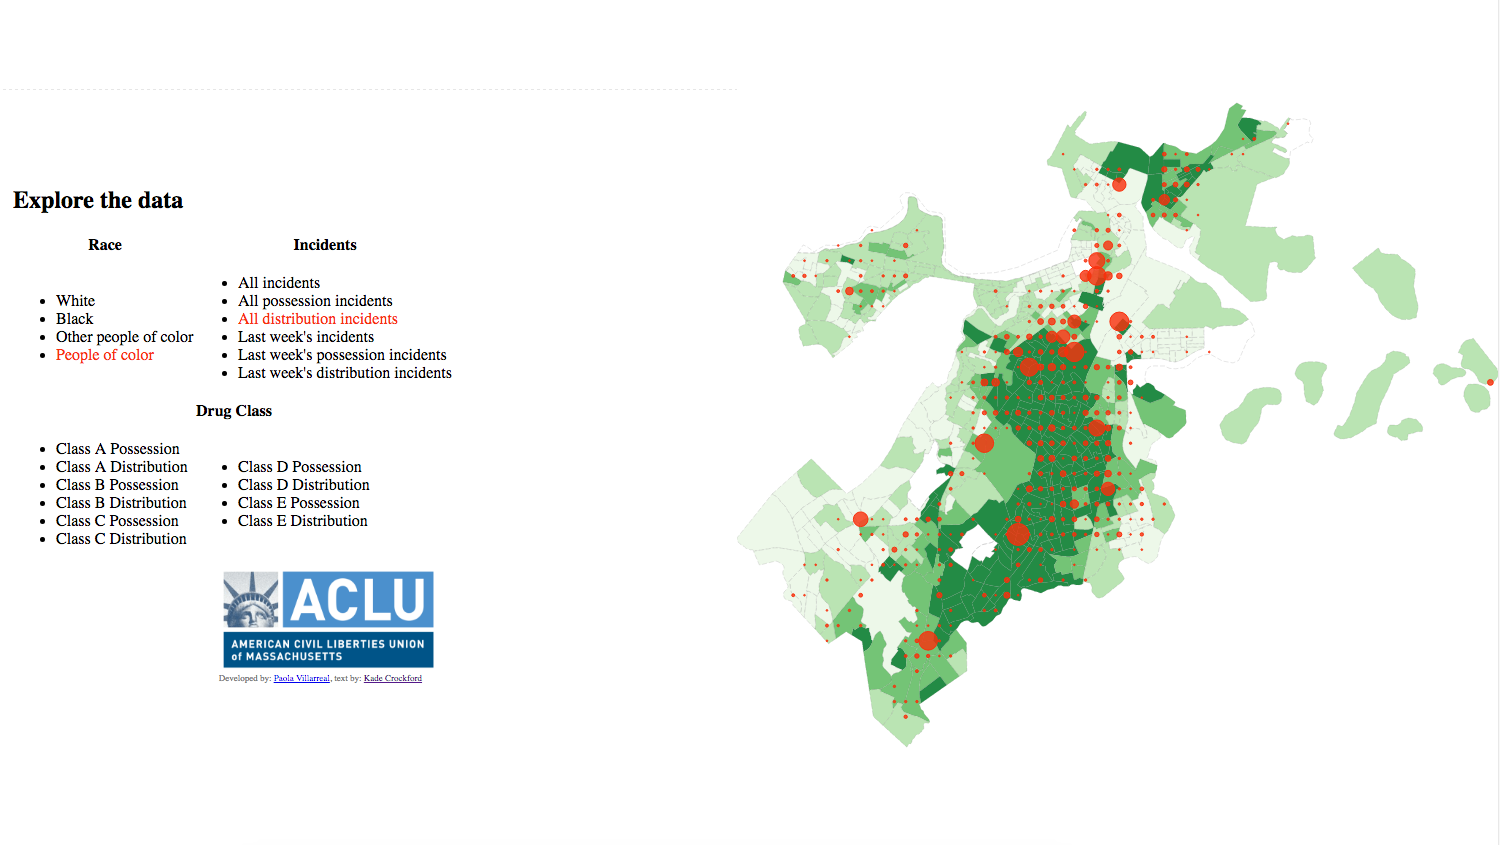 Explore the data
Race
White
Black
Other people of color
People of color
Incidents
All incidents
All possession incidents
All distribution incidents
Last week's incidents
Last week's possession incidents
Last week's distribution incidents
Drug Class
Class A Possession
Class A Distribution
Class B Possession
Class B Distribution
Class C Possession
Class C Distribution
Class D Possession
Class D Distribution
Class E Possession
Class E Distribution
ACLU
AMERICAN CIVIL LIBERTIES UNION
of MASSACHUSETTS
Developed by: Paola Villarreal, text by: Kade Crockford